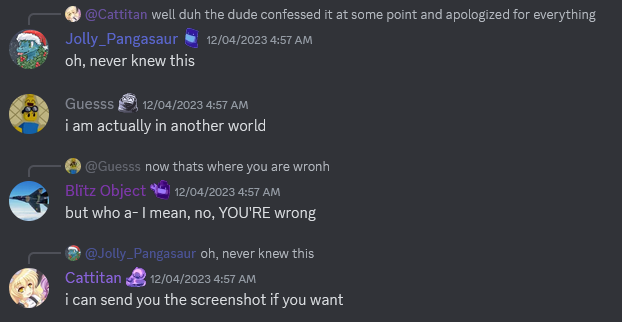 @Cattitan well duh the dude confessed it at some point and apologized for everything
Jolly_Pangasaur 12/04/2023 4:57 AM
oh, never knew this
Guesss 12/04/2023 4:57 AM
i am actually in another world
@Guesss now thats where you are wronh
Blïtz Object 12/04/2023 4:57 AM
but who a- I mean, no, YOU'RE wrong
@Jolly_Pangasaur oh, never knew this
Cattitan 12/04/2023 4:57 AM
i can send you the screenshot if you want